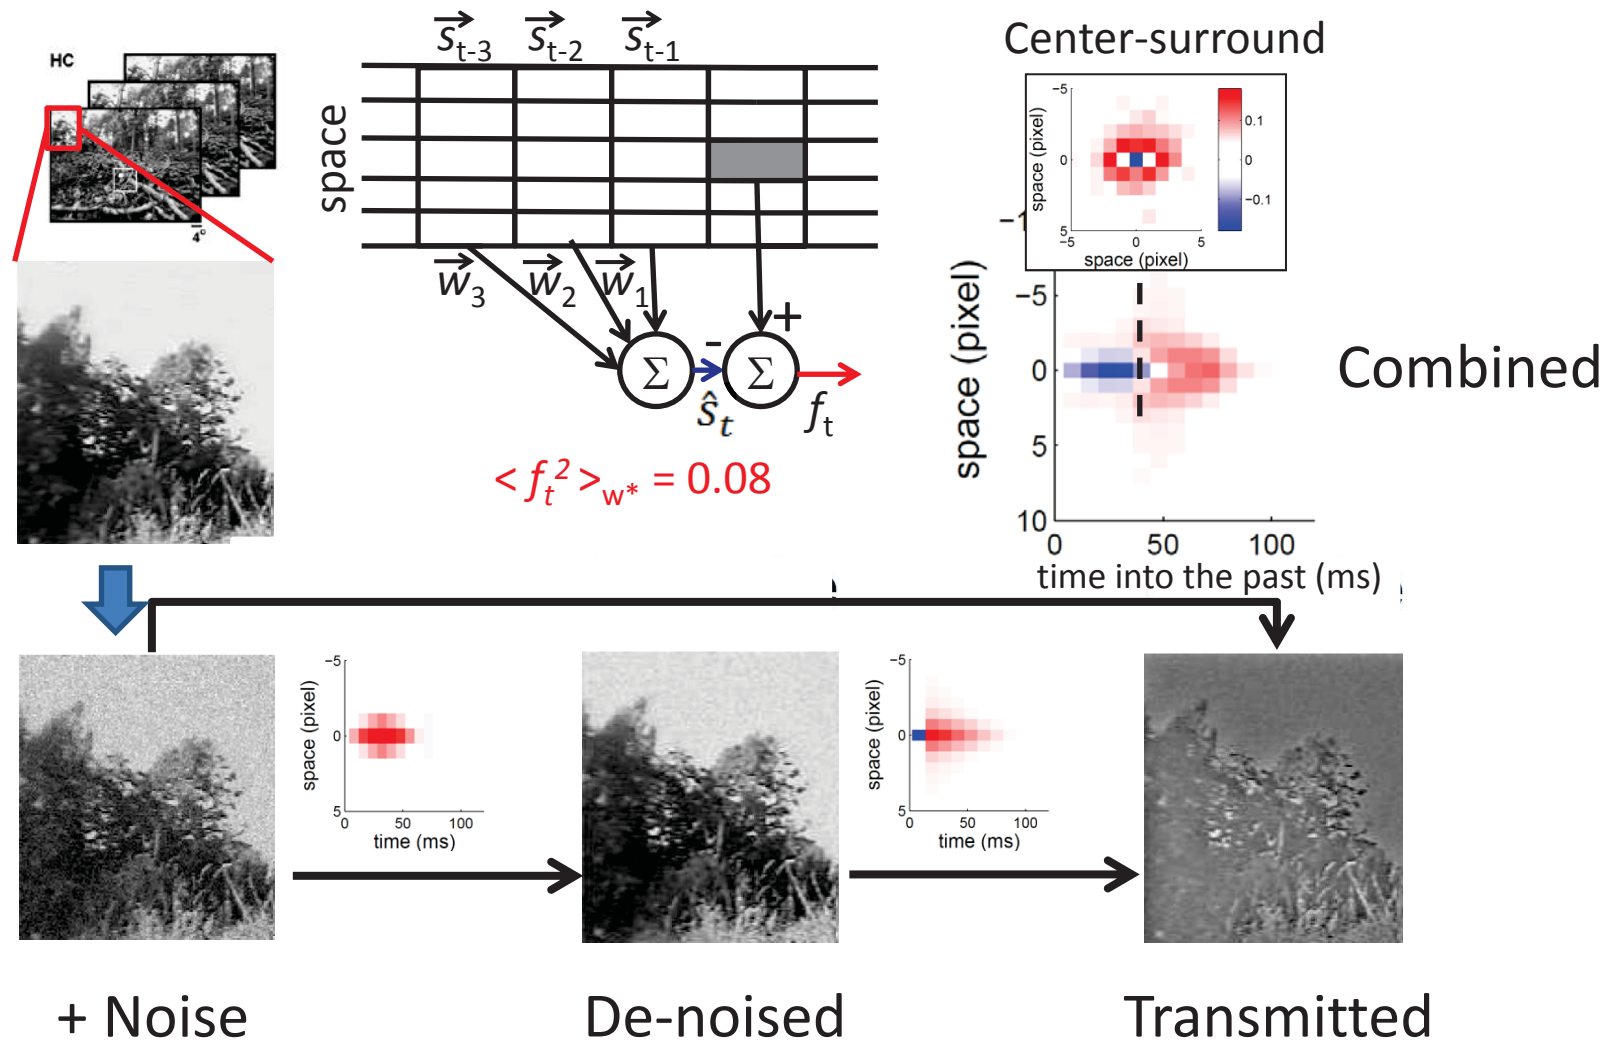 HC
4°
s⃗t-3 s⃗t-2 s⃗t-1
space
w⃗3 w⃗2 w⃗1
- +
Σ Σ
ŝt ft
< ft² >w* = 0.08
Center-surround
-5
0
5
space (pixel)
-5 0 5
space (pixel)
0.1
0
−0.1
−1
−5
0
5
10
space (pixel)
0 50 100
time into the past (ms)
Combined
−5
0
5
space (pixel)
0 50 100
time (ms)
−5
0
5
space (pixel)
0 50 100
time (ms)
+ Noise
De-noised
Transmitted